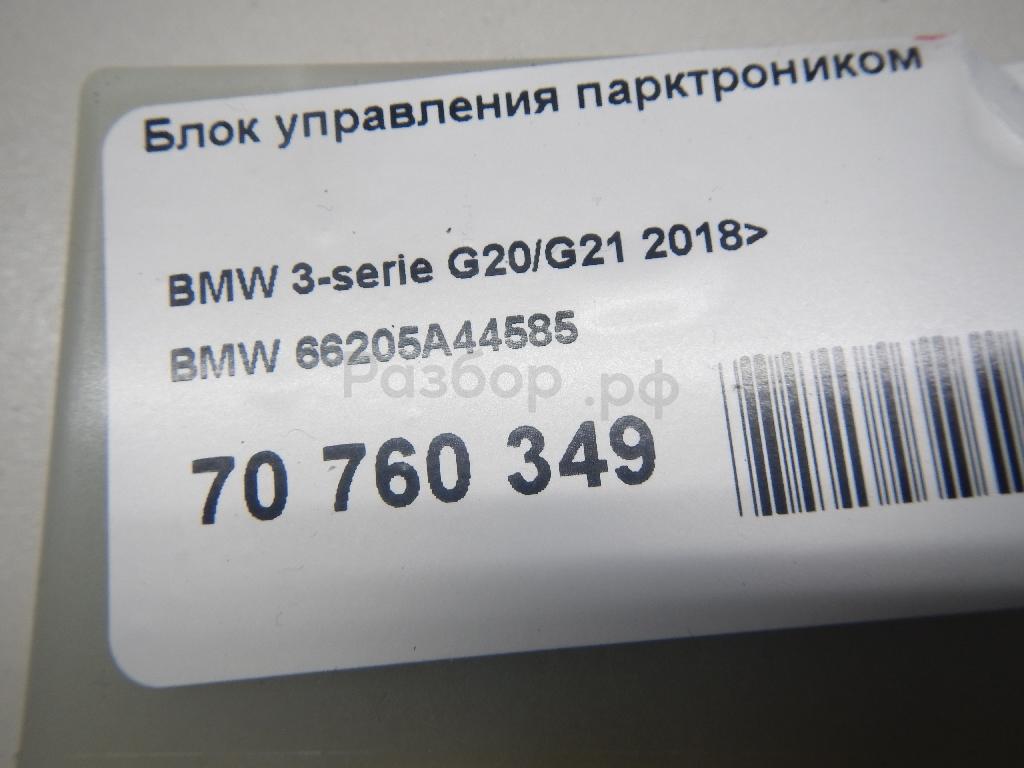 Блок управления парктроником
BMW 3-serie G20/G21 2018>
BMW 66205A44585
Разбор.рф
70 760 349